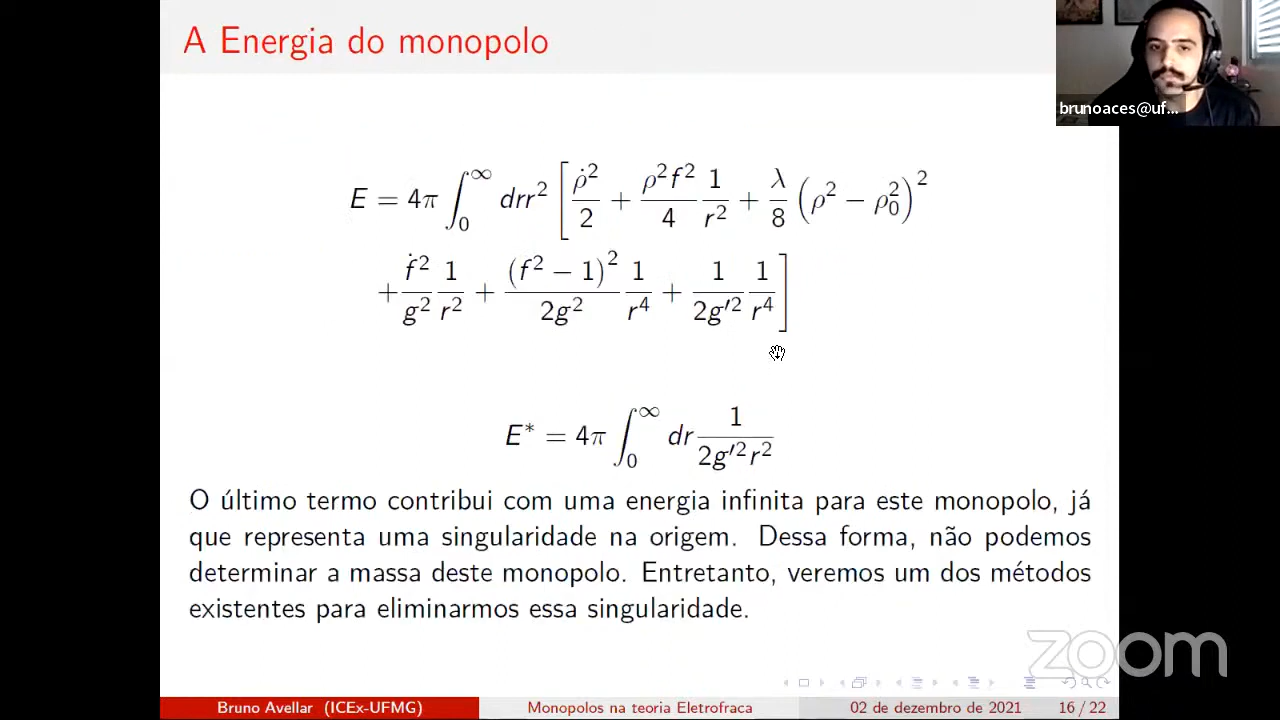 A Energia do monopolo
brunoaces@uf...
E = 4π ∫₀^∞ drr² [ ρ̇²/2 + ρ²f²/4 1/r² + λ/8 (ρ² − ρ₀²)²
+ ḟ²/g² 1/r² + (f² − 1)²/2g² 1/r⁴ + 1/2g′² 1/r⁴ ]
E* = 4π ∫₀^∞ dr 1/2g′²r²
O último termo contribui com uma energia infinita para este monopolo, já
que representa uma singularidade na origem. Dessa forma, não podemos
determinar a massa deste monopolo. Entretanto, veremos um dos métodos
existentes para eliminarmos essa singularidade.
zoom
Bruno Avellar (ICEx-UFMG) Monopolos na teoria Eletrofraca 02 de dezembro de 2021 16 / 22